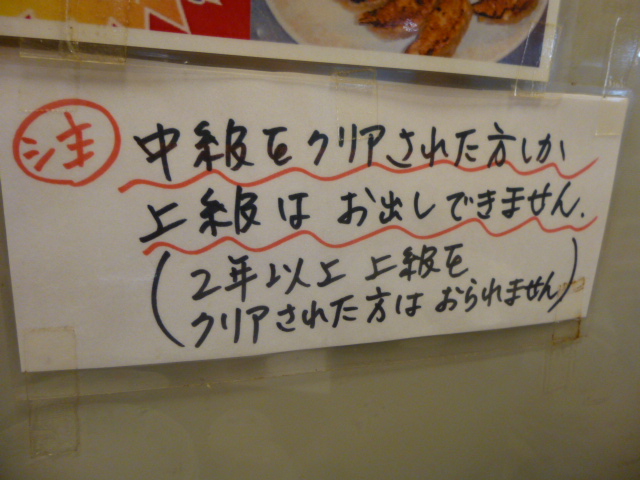 注
中級をクリアされた方しか
上級はお出しできません.
(2年以上上級を
クリアされた方はおられません)